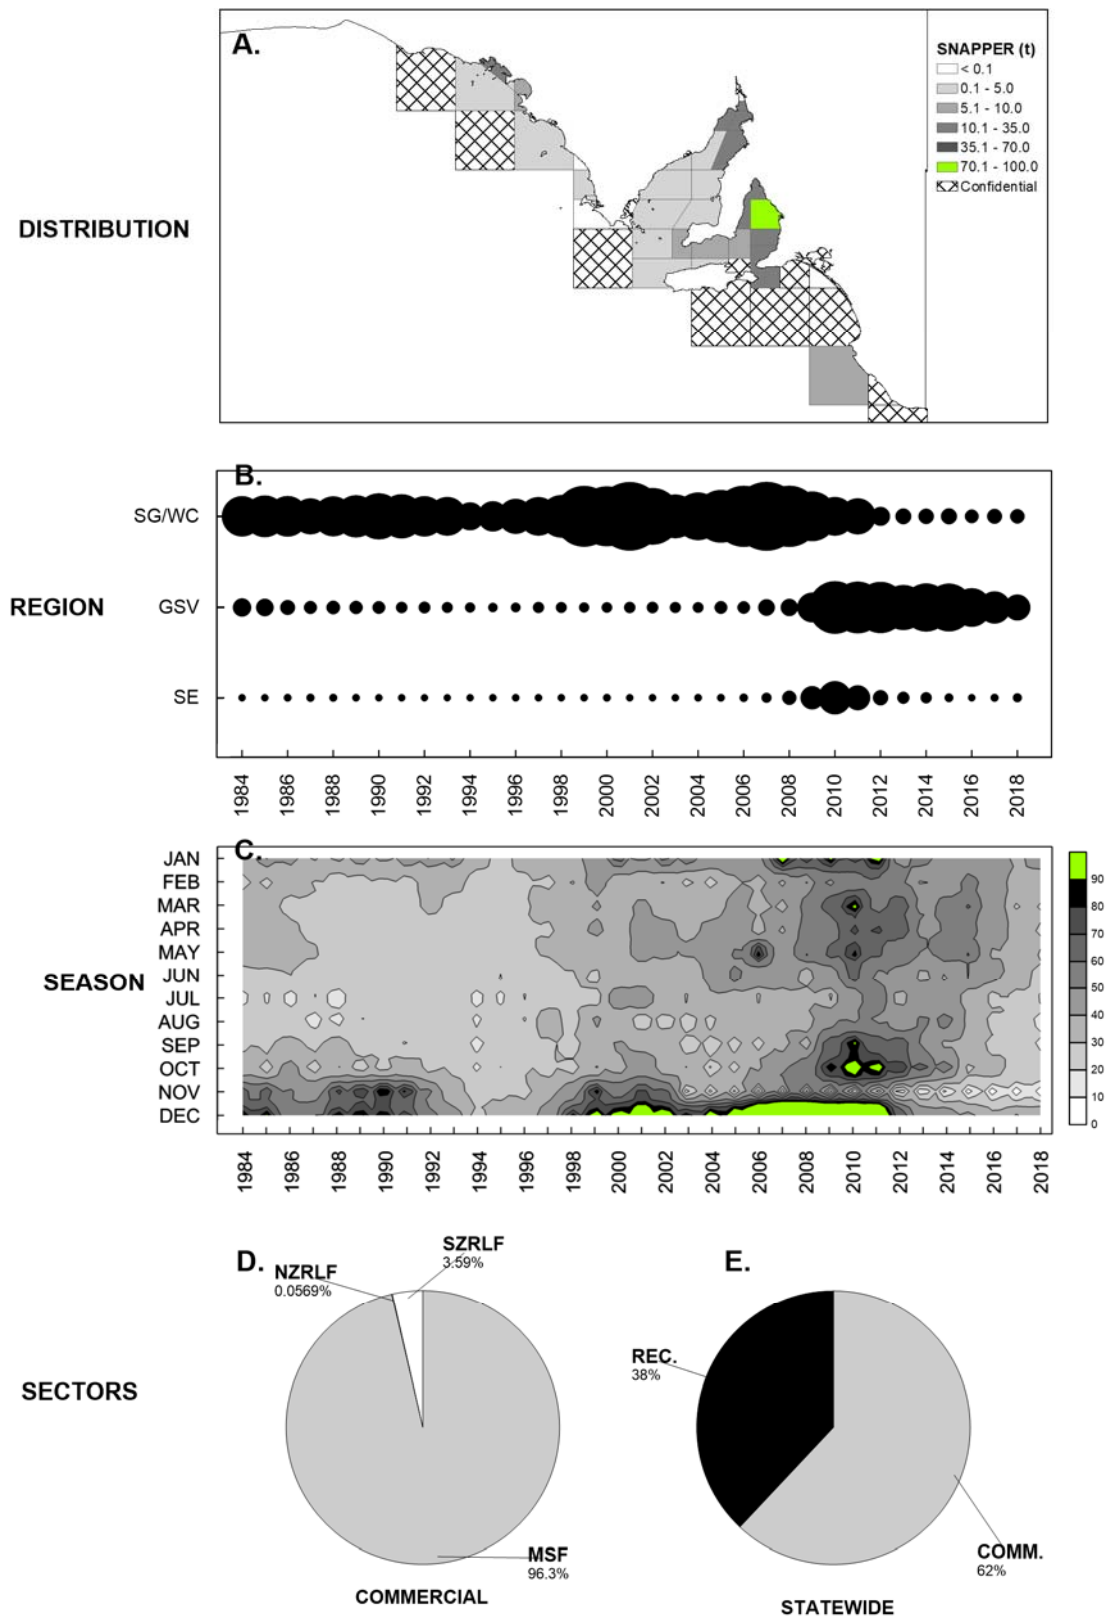 A.
SNAPPER (t)
< 0.1
0.1 - 5.0
5.1 - 10.0
10.1 - 35.0
35.1 - 70.0
70.1 - 100.0
Confidential
DISTRIBUTION
B.
SG/WC
REGION
GSV
SE
1984
1986
1988
1990
1992
1994
1996
1998
2000
2002
2004
2006
2008
2010
2012
2014
2016
2018
C.
SEASON
JAN
FEB
MAR
APR
MAY
JUN
JUL
AUG
SEP
OCT
NOV
DEC
90
80
70
60
50
40
30
20
10
0
1984
1986
1988
1990
1992
1994
1996
1998
2000
2002
2004
2006
2008
2010
2012
2014
2016
2018
SECTORS
D.
NZRLF
0.0569%
SZRLF
3.59%
MSF
96.3%
COMMERCIAL
E.
REC.
38%
COMM.
62%
STATEWIDE